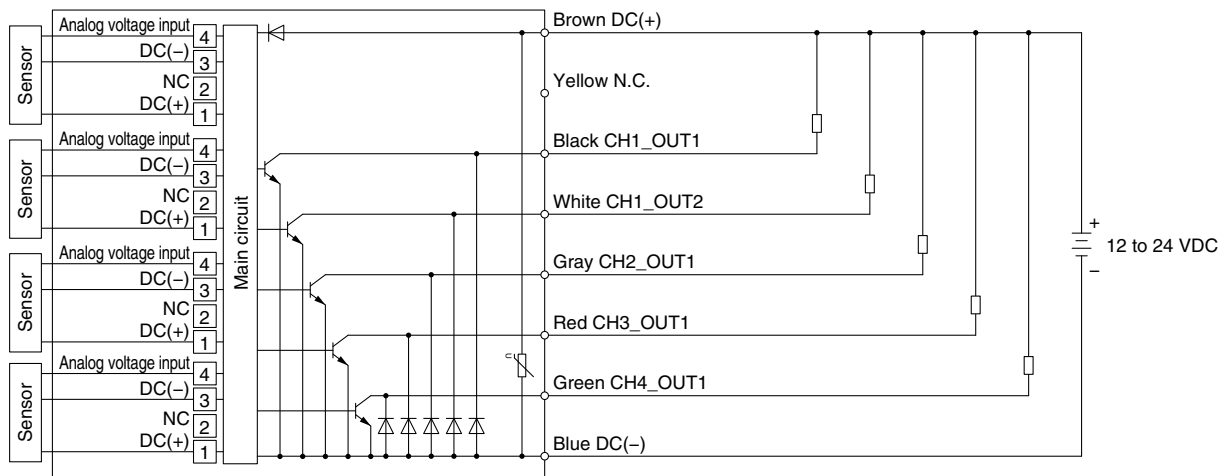 Sensor
Analog voltage input 4
DC(−) 3
NC 2
DC(+) 1
Sensor
Analog voltage input 4
DC(−) 3
NC 2
DC(+) 1
Sensor
Analog voltage input 4
DC(−) 3
NC 2
DC(+) 1
Sensor
Analog voltage input 4
DC(−) 3
NC 2
DC(+) 1
Main circuit
Brown DC(+)
Yellow N.C.
Black CH1_OUT1
White CH1_OUT2
Gray CH2_OUT1
Red CH3_OUT1
Green CH4_OUT1
Blue DC(−)
+
12 to 24 VDC
−